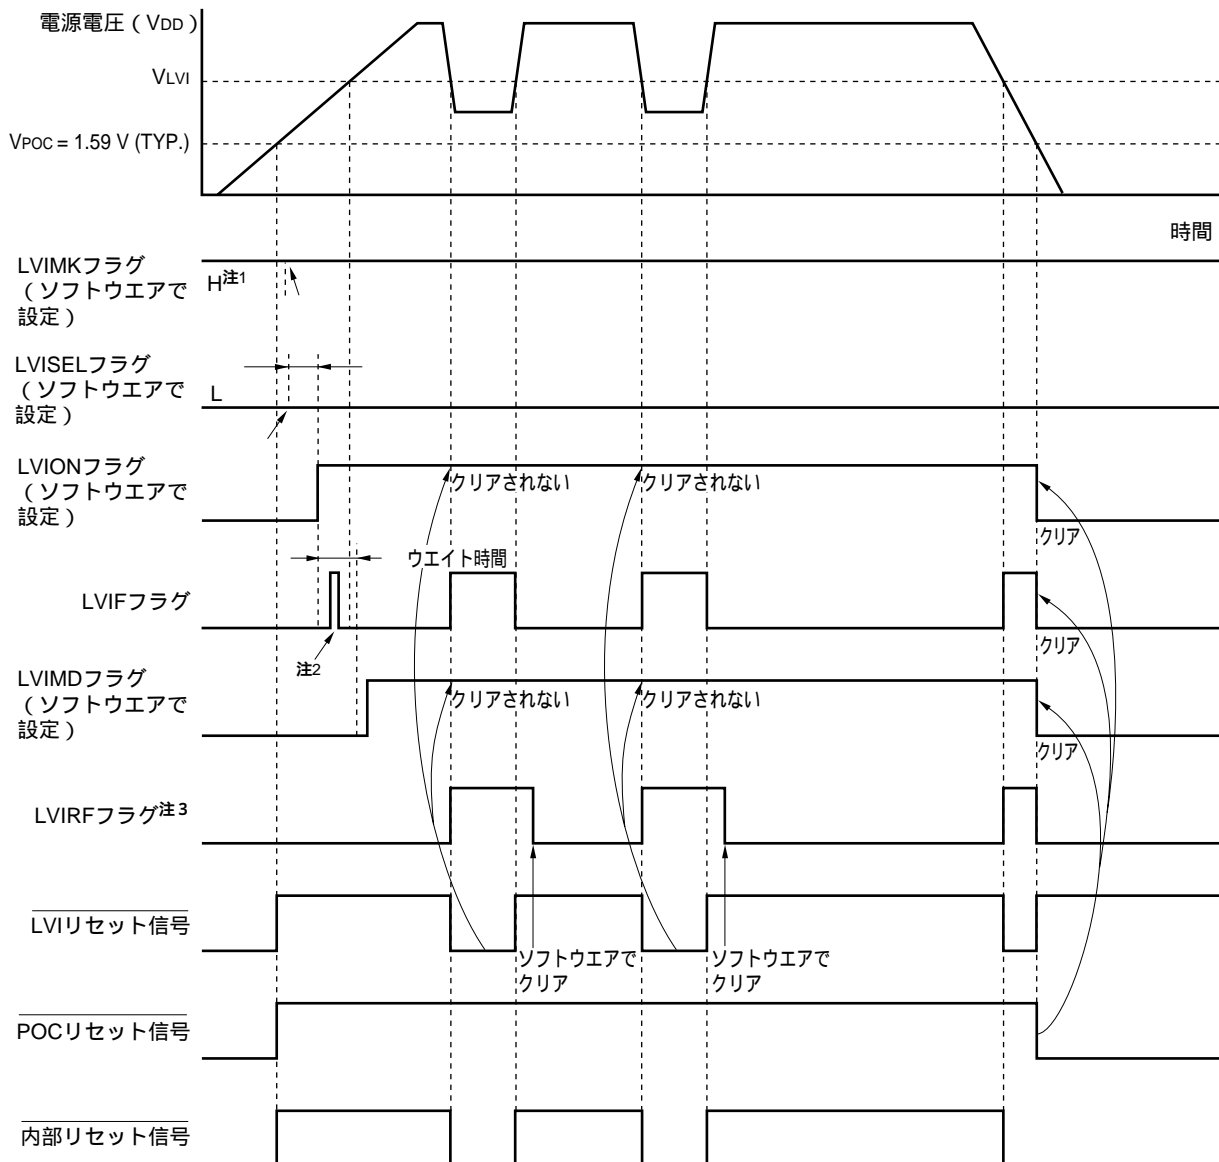 電源電圧（VDD）
VLVI
VPOC = 1.59 V (TYP.)
時間
LVIMKフラグ
（ソフトウエアで
設定）
H注1
LVISELフラグ
（ソフトウエアで
設定）
L
LVIONフラグ
（ソフトウエアで
設定）
クリアされない
クリアされない
クリア
ウエイト時間
LVIFフラグ
注2
クリア
LVIMDフラグ
（ソフトウエアで
設定）
クリアされない
クリアされない
クリア
LVIRFフラグ注3
LVIリセット信号
ソフトウエアで
クリア
ソフトウエアで
クリア
POCリセット信号
内部リセット信号